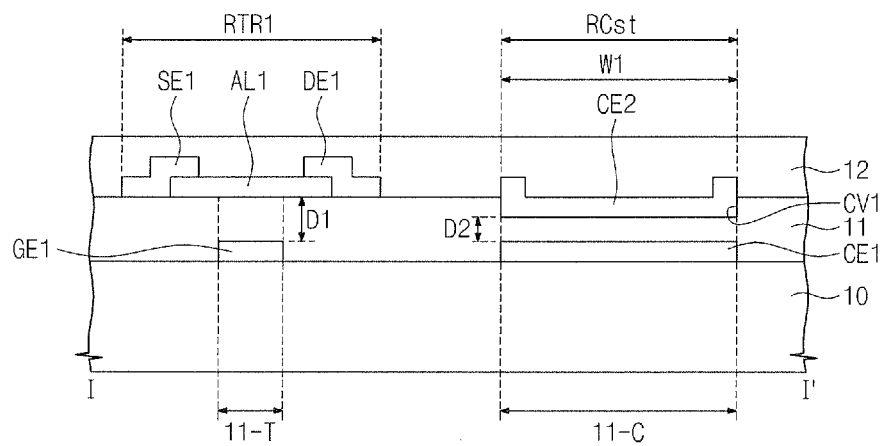 RTR1
RCst
W1
SE1
AL1
DE1
CE2
12
CV1
11
D1
D2
GE1
CE1
10
I
I'
11-T
11-C